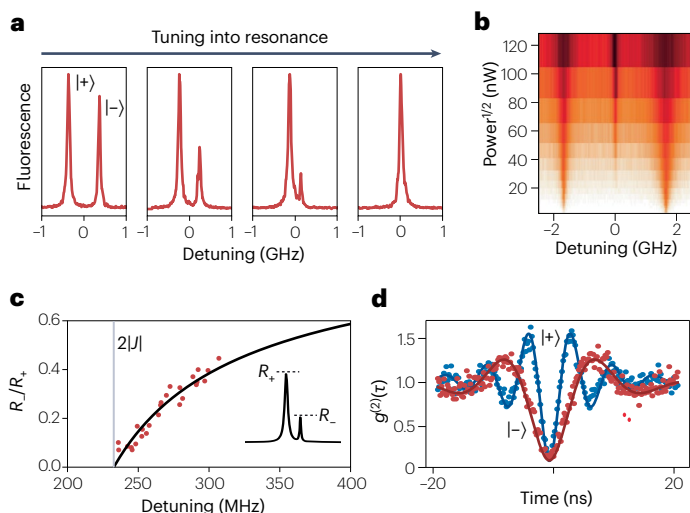 a
Tuning into resonance
Fluorescence
|+⟩
|−⟩
−1 0 1
−1 0 1
−1 0 1
−1 0 1
Detuning (GHz)
Detuning (GHz)
b
Power1/2 (nW)
120
100
80
60
40
20
−2 0 2
Detuning (GHz)
c
R−/R+
0.6
0.4
0.2
0.0
2|J|
R+
R−
200 250 300 350 400
Detuning (MHz)
d
g(2)(τ)
1.5
1.0
0.5
0
|+⟩
|−⟩
−20 0 20
Time (ns)